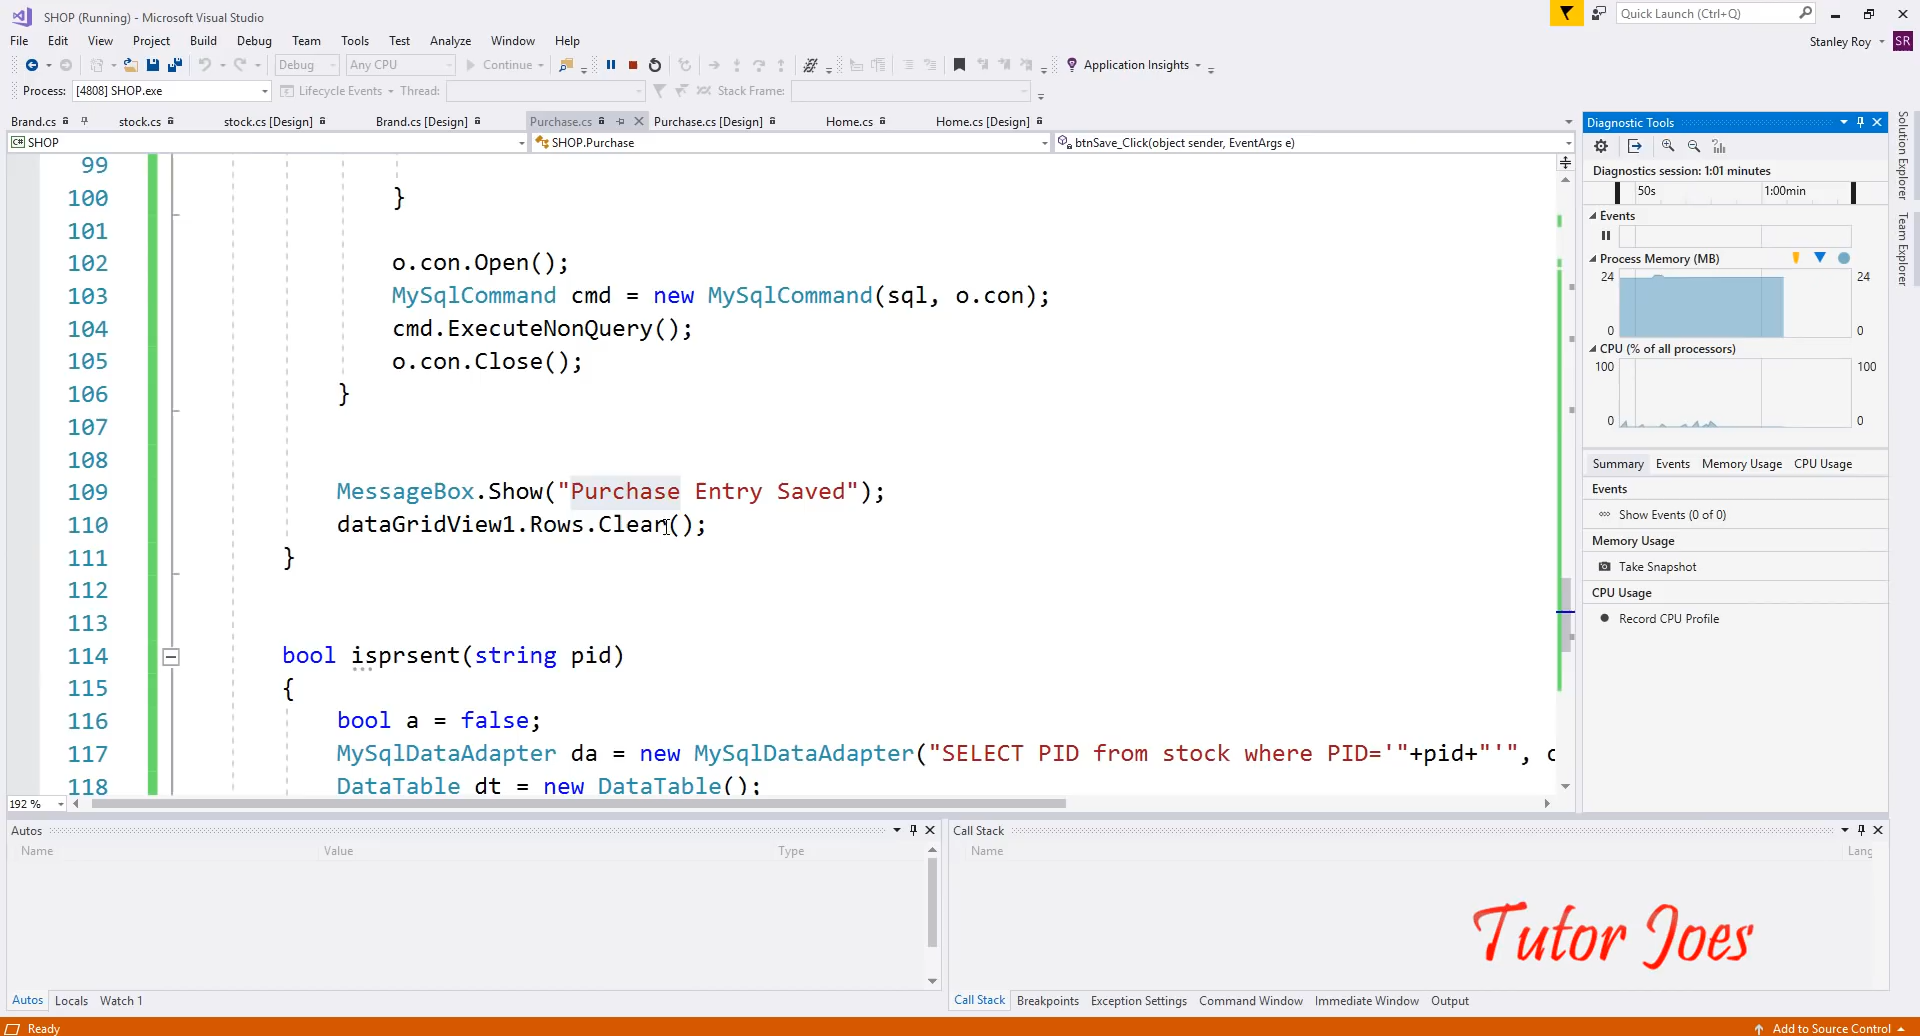 SHOP (Running) - Microsoft Visual Studio
Quick Launch (Ctrl+Q)
File Edit View Project Build Debug Team Tools Test Analyze Window Help
Stanley Roy SR
Debug Any CPU Continue Application Insights
Process: [4808] SHOP.exe Lifecycle Events Thread: Stack Frame:
Brand.cs stock.cs stock.cs [Design] Brand.cs [Design] Purchase.cs Purchase.cs [Design] Home.cs Home.cs [Design]
C# SHOP SHOP.Purchase btnSave_Click(object sender, EventArgs e)
99
100 }
101
102 o.con.Open();
103 MySqlCommand cmd = new MySqlCommand(sql, o.con);
104 cmd.ExecuteNonQuery();
105 o.con.Close();
106 }
107
108
109 MessageBox.Show("Purchase Entry Saved");
110 dataGridView1.Rows.Clear();
111 }
112
113
114 bool isprsent(string pid)
115 {
116 bool a = false;
117 MySqlDataAdapter da = new MySqlDataAdapter("SELECT PID from stock where PID='"+pid+"'",
118 DataTable dt = new DataTable();
192 %
Diagnostic Tools
Diagnostics session: 1:01 minutes
50s 1:00min
Events
Process Memory (MB)
24 24
0 0
CPU (% of all processors)
100 100
0 0
Summary Events Memory Usage CPU Usage
Events
Show Events (0 of 0)
Memory Usage
Take Snapshot
CPU Usage
Record CPU Profile
Solution Explorer
Team Explorer
Autos
Name Value Type
Autos Locals Watch 1
Call Stack
Name Lang
Tutor Joes
Call Stack Breakpoints Exception Settings Command Window Immediate Window Output
Ready
Add to Source Control